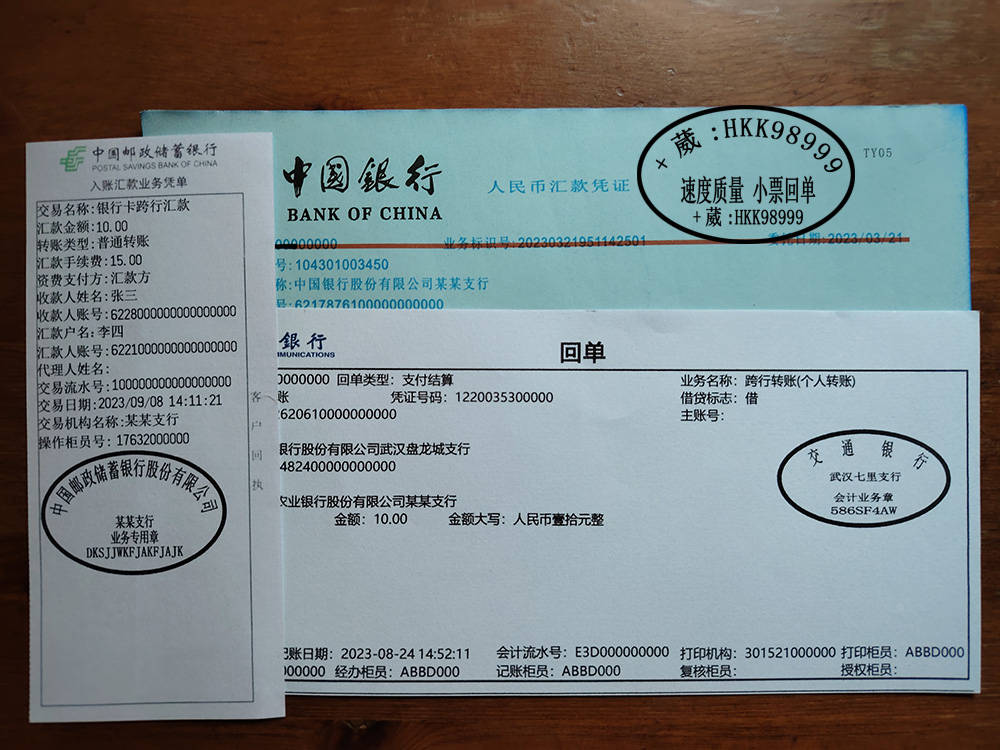 中国邮政储蓄银行
POSTAL SAVINGS BANK OF CHINA
入账汇款业务凭单
交易名称:银行卡跨行汇款
汇款金额:10.00
转账类型:普通转账
汇款手续费:15.00
资费支付方:汇款方
收款人姓名:张三
收款人账号:6228000000000000000
汇款户名:李四
汇款人账号:6221000000000000000
代理人姓名:
交易流水号:100000000000000000
交易日期:2023/09/08 14:11:21
交易机构名称:某某支行
操作柜员号:17632000000
中国邮政储蓄银行股份有限公司
某某支行
业务专用章
DKSJJWKFJAKFJAJK
客户回执
中國銀行
BANK OF CHINA
人民币汇款凭证
TY05
+葳:HKK98999
速度质量 小票回单
+葳:HKK98999
00000000 业务标识号:20230321951142501 委托日期:2023/03/21
号:104301003450
称:中国银行股份有限公司某某支行
号:6217876100000000000
銀行
MUNICATIONS
回单
0000000 回单类型:支付结算 业务名称:跨行转账(个人转账)
账 凭证号码:1220035300000 借贷标志:借
620610000000000 主账号:
银行股份有限公司武汉盘龙城支行
482400000000000
农业银行股份有限公司某某支行
金额:10.00 金额大写:人民币壹拾元整
交通银行
武汉七里支行
会计业务章
586SF4AW
记账日期:2023-08-24 14:52:11 会计流水号:E3D000000000 打印机构:301521000000 打印柜员:ABBD000
00000 经办柜员:ABBD000 记账柜员:ABBD000 复核柜员: 授权柜员: